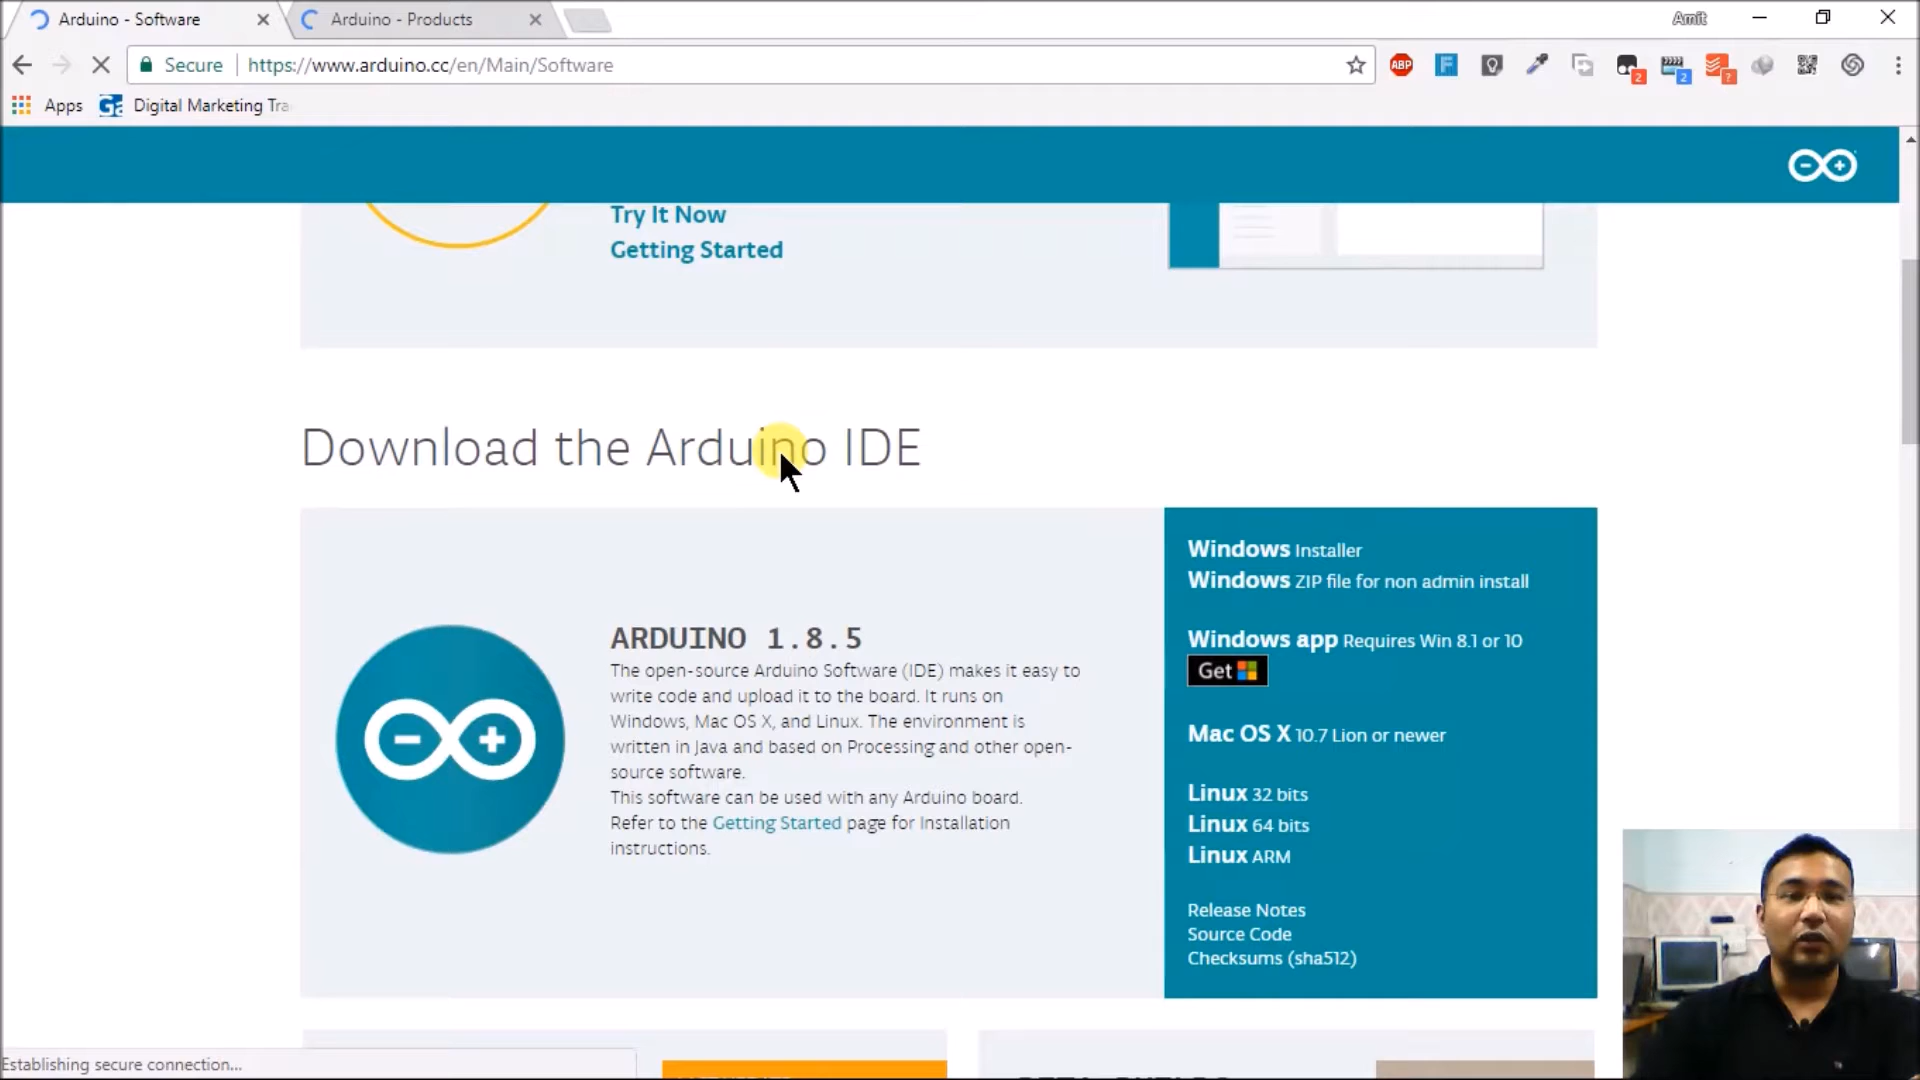 Arduino - Software
Arduino - Products
Amit
Secure
https://www.arduino.cc/en/Main/Software
ABP
F
2
2
?
Apps
Digital Marketing Tra
Try It Now
Getting Started
Download the Arduino IDE
ARDUINO 1.8.5
The open-source Arduino Software (IDE) makes it easy to
write code and upload it to the board. It runs on
Windows, Mac OS X, and Linux. The environment is
written in Java and based on Processing and other open-
source software.
This software can be used with any Arduino board.
Refer to the Getting Started page for Installation
instructions.
Windows Installer
Windows ZIP file for non admin install
Windows app Requires Win 8.1 or 10
Get
Mac OS X 10.7 Lion or newer
Linux 32 bits
Linux 64 bits
Linux ARM
Release Notes
Source Code
Checksums (sha512)
Establishing secure connection...